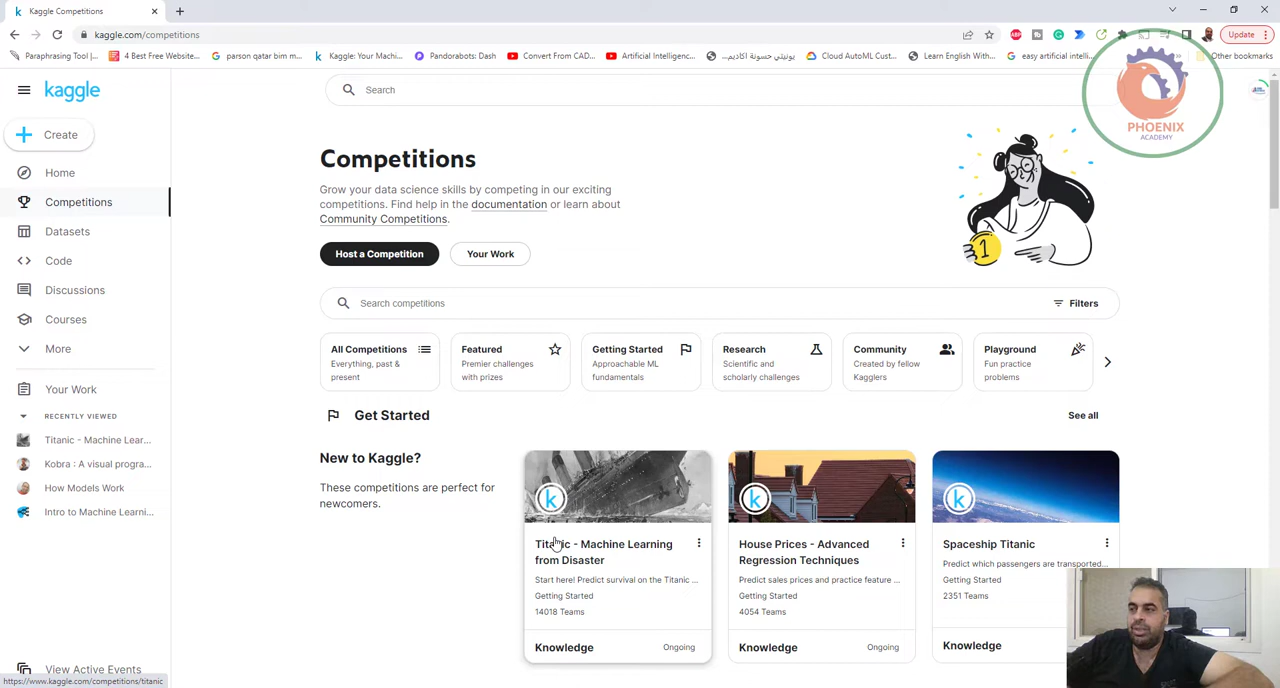 Kaggle Competitions
kaggle.com/competitions
Update
Paraphrasing Tool |...
4 Best Free Website...
parson qatar bim m...
Kaggle: Your Machi...
Pandorabots: Dash...
Convert From CAD...
Artificial Intelligenc...
يونيتي حسونة اكاديم...
Cloud AutoML Cust...
Learn English With...
easy artificial intelli...
Other bookmarks
kaggle
Search
PHOENIX
ACADEMY
Create
Home
Competitions
Datasets
Code
Discussions
Courses
More
Your Work
RECENTLY VIEWED
Titanic - Machine Lear...
Kobra : A visual progra...
How Models Work
Intro to Machine Learni...
View Active Events
https://www.kaggle.com/competitions/titanic
Competitions
Grow your data science skills by competing in our exciting
competitions. Find help in the documentation or learn about
Community Competitions.
Host a Competition
Your Work
1
Search competitions
Filters
All Competitions
Everything, past &
present
Featured
Premier challenges
with prizes
Getting Started
Approachable ML
fundamentals
Research
Scientific and
scholarly challenges
Community
Created by fellow
Kagglers
Playground
Fun practice
problems
Get Started
See all
New to Kaggle?
These competitions are perfect for
newcomers.
k
Titanic - Machine Learning
from Disaster
Start here! Predict survival on the Titanic ...
Getting Started
14018 Teams
Knowledge
Ongoing
k
House Prices - Advanced
Regression Techniques
Predict sales prices and practice feature ...
Getting Started
4054 Teams
Knowledge
Ongoing
k
Spaceship Titanic
Predict which passengers are transported...
Getting Started
2351 Teams
Knowledge